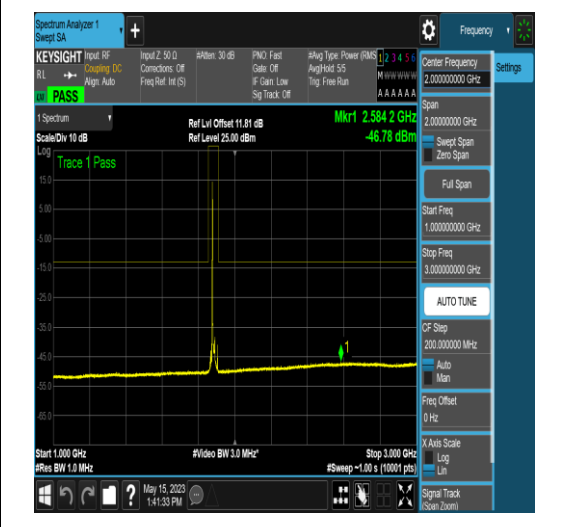 Spectrum Analyzer 1
Swept SA
Frequency
KEYSIGHT
RL
PASS
Input: RF
Coupling: DC
Align: Auto
Input Z: 50 Ω
Corrections: Off
Freq Ref: Int (S)
#Atten: 30 dB
PNO: Fast
Gate: Off
IF Gain: Low
Sig Track: Off
#Avg Type: Power (RMS
Avg|Hold: 5/5
Trig: Free Run
1 2 3 4 5 6
M W W W W W
A A A A A A
1 Spectrum
Scale/Div 10 dB
Ref Lvl Offset 11.81 dB
Ref Level 25.00 dBm
Mkr1 2.584 2 GHz
-46.78 dBm
Log
Trace 1 Pass
15.0
5.00
-5.00
-15.0
-25.0
-35.0
-45.0
-55.0
-65.0
1
Start 1.000 GHz
#Res BW 1.0 MHz
#Video BW 3.0 MHz*
Stop 3.000 GHz
#Sweep ~1.00 s (10001 pts)
May 15, 2023
1:41:33 PM
Center Frequency
2.000000000 GHz
Span
2.00000000 GHz
Swept Span
Zero Span
Full Span
Start Freq
1.000000000 GHz
Stop Freq
3.000000000 GHz
AUTO TUNE
CF Step
200.000000 MHz
Auto
Man
Freq Offset
0 Hz
X Axis Scale
Log
Lin
Signal Track
(Span Zoom)
Settings